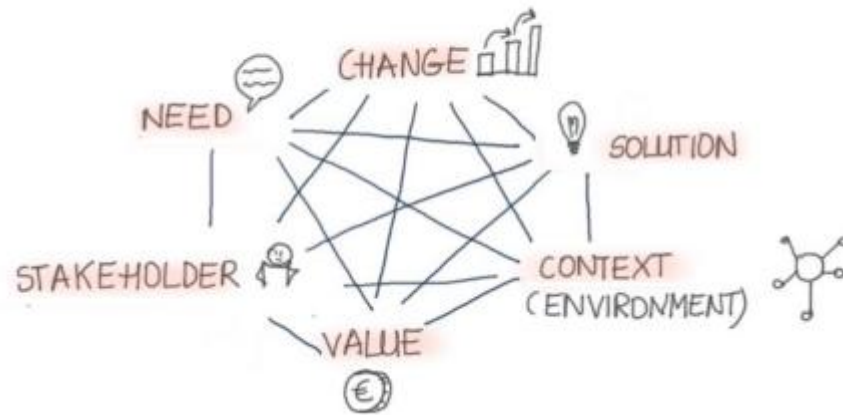 CHANGE
NEED
SOLUTION
STAKEHOLDER
CONTEXT
(ENVIRONMENT)
VALUE
€